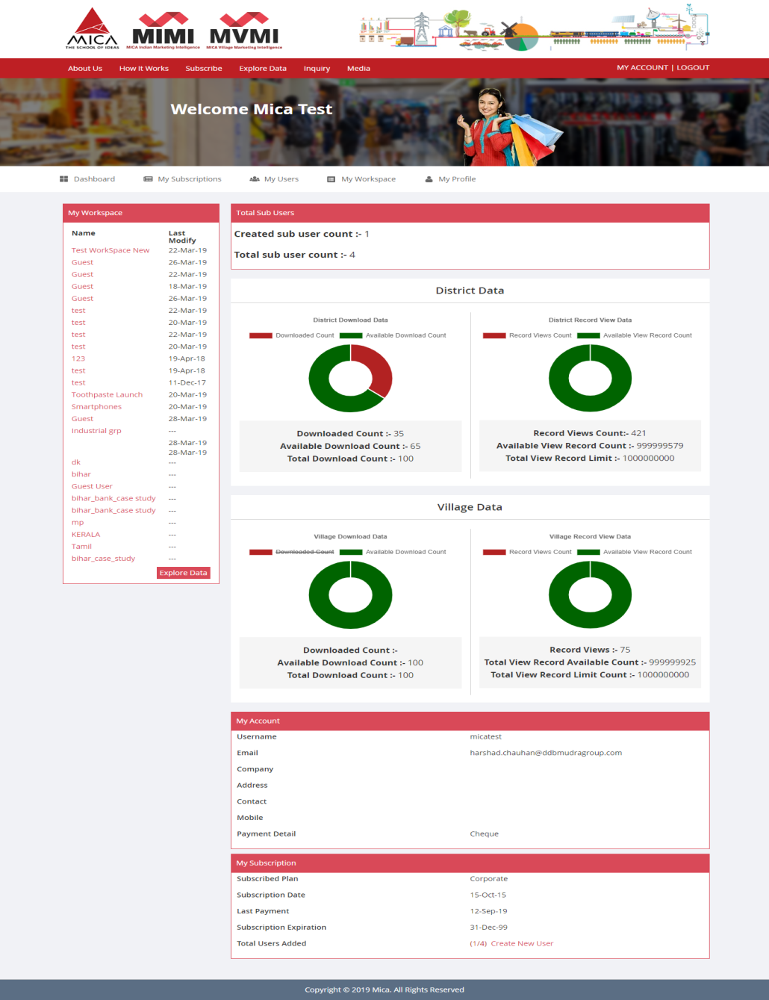 MICA
THE SCHOOL OF IDEAS
MIMI
MICA Indian Marketing Intelligence
MVMI
MICA Village Marketing Intelligence
About Us How It Works Subscribe Explore Data Inquiry Media MY ACCOUNT | LOGOUT
Welcome Mica Test
Dashboard My Subscriptions My Users My Workspace My Profile
My Workspace
Name Last Modify
Test WorkSpace New 22-Mar-19
Guest 26-Mar-19
Guest 22-Mar-19
Guest 18-Mar-19
Guest 26-Mar-19
test 22-Mar-19
test 20-Mar-19
test 22-Mar-19
test 20-Mar-19
123 19-Apr-18
test 19-Apr-18
test 11-Dec-17
Toothpaste Launch 20-Mar-19
Smartphones 20-Mar-19
Guest 28-Mar-19
Industrial grp ---
28-Mar-19
28-Mar-19
dk ---
bihar ---
Guest User ---
bihar_bank_case study ---
bihar_bank_case study ---
mp ---
KERALA ---
Tamil ---
bihar_case_study ---
Explore Data
Total Sub Users
Created sub user count :- 1
Total sub user count :- 4
District Data
District Download Data
Downloaded Count Available Download Count
Downloaded Count :- 35
Available Download Count :- 65
Total Download Count :- 100
District Record View Data
Record Views Count Available View Record Count
Record Views Count:- 421
Available View Record Count :- 999999579
Total View Record Limit :- 1000000000
Village Data
Village Download Data
Downloaded Count Available Download Count
Downloaded Count :-
Available Download Count :- 100
Total Download Count :- 100
Village Record View Data
Record Views Count Available View Record Count
Record Views :- 75
Total View Record Available Count :- 999999925
Total View Record Limit Count :- 1000000000
My Account
Username micatest
Email harshad.chauhan@ddbmudragroup.com
Company
Address
Contact
Mobile
Payment Detail Cheque
My Subscription
Subscribed Plan Corporate
Subscription Date 15-Oct-15
Last Payment 12-Sep-19
Subscription Expiration 31-Dec-99
Total Users Added (1/4) Create New User
Copyright © 2019 Mica. All Rights Reserved